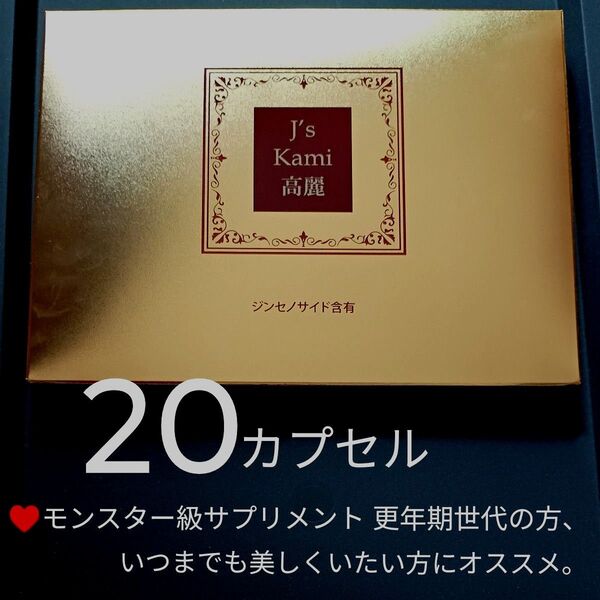 J's
Kami
高麗
ジンセノサイド含有
20カプセル
♥モンスター級サプリメント 更年期世代の方、
いつまでも美しくいたい方にオススメ。